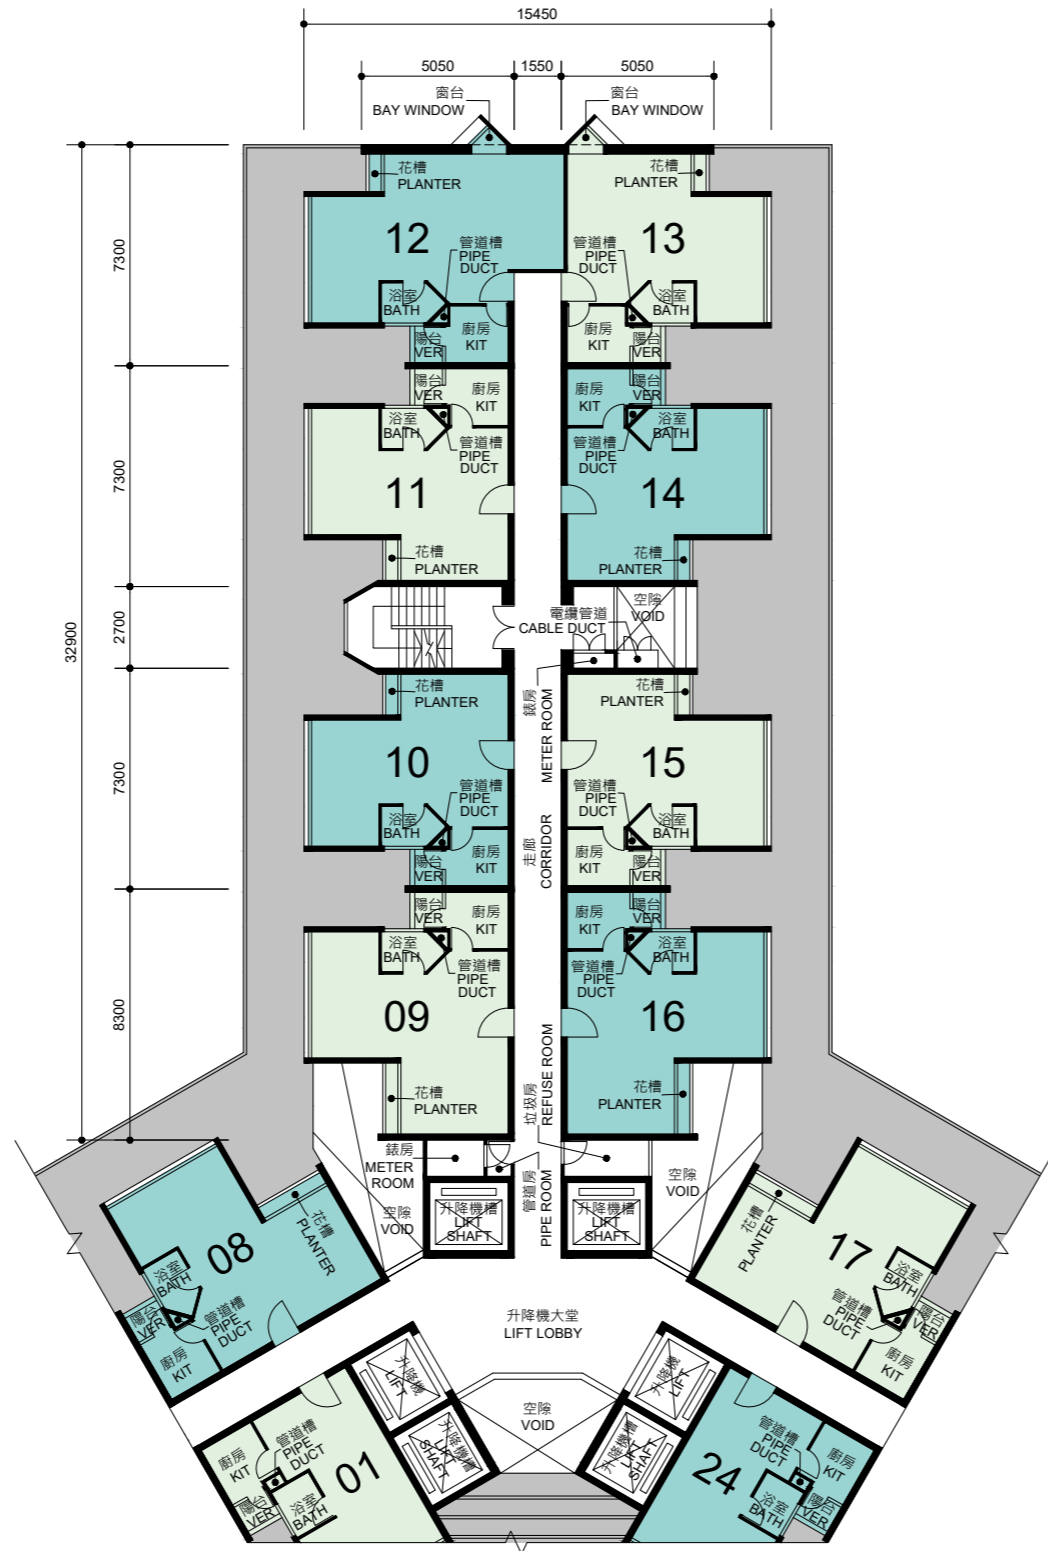 15450
5050
1550
5050
窗台
BAY WINDOW
窗台
BAY WINDOW
花槽
PLANTER
花槽
PLANTER
12
13
管道槽
PIPE
DUCT
管道槽
PIPE
DUCT
浴室
BATH
浴室
BATH
陽台
VER
廚房
KIT
廚房
KIT
陽台
VER
7300
陽台
VER
廚房
KIT
廚房
KIT
陽台
VER
浴室
BATH
浴室
BATH
管道槽
PIPE
DUCT
管道槽
PIPE
DUCT
11
14
7300
花槽
PLANTER
花槽
PLANTER
32900
2700
電纜管道
CABLE DUCT
空隙
VOID
花槽
PLANTER
花槽
PLANTER
錶房
METER ROOM
10
15
7300
管道槽
PIPE
DUCT
管道槽
PIPE
DUCT
浴室
BATH
浴室
BATH
陽台
VER
廚房
KIT
走廊
CORRIDOR
廚房
KIT
陽台
VER
陽台
VER
廚房
KIT
廚房
KIT
陽台
VER
浴室
BATH
浴室
BATH
管道槽
PIPE
DUCT
管道槽
PIPE
DUCT
09
16
8300
花槽
PLANTER
花槽
PLANTER
垃圾房
REFUSE ROOM
錶房
METER
ROOM
管道房
PIPE ROOM
空隙
VOID
空隙
VOID
升降機槽
LIFT
SHAFT
升降機槽
LIFT
SHAFT
花槽
PLANTER
花槽
PLANTER
08
17
浴室
BATH
浴室
BATH
陽台
VER
管道槽
PIPE
DUCT
管道槽
PIPE
DUCT
陽台
VER
廚房
KIT
廚房
KIT
升降機大堂
LIFT LOBBY
升降機
LIFT
升降機
LIFT
空隙
VOID
升降機槽
LIFT
SHAFT
升降機槽
LIFT
SHAFT
管道槽
PIPE
DUCT
管道槽
PIPE
DUCT
廚房
KIT
廚房
KIT
01
24
陽台
VER
浴室
BATH
浴室
BATH
陽台
VER